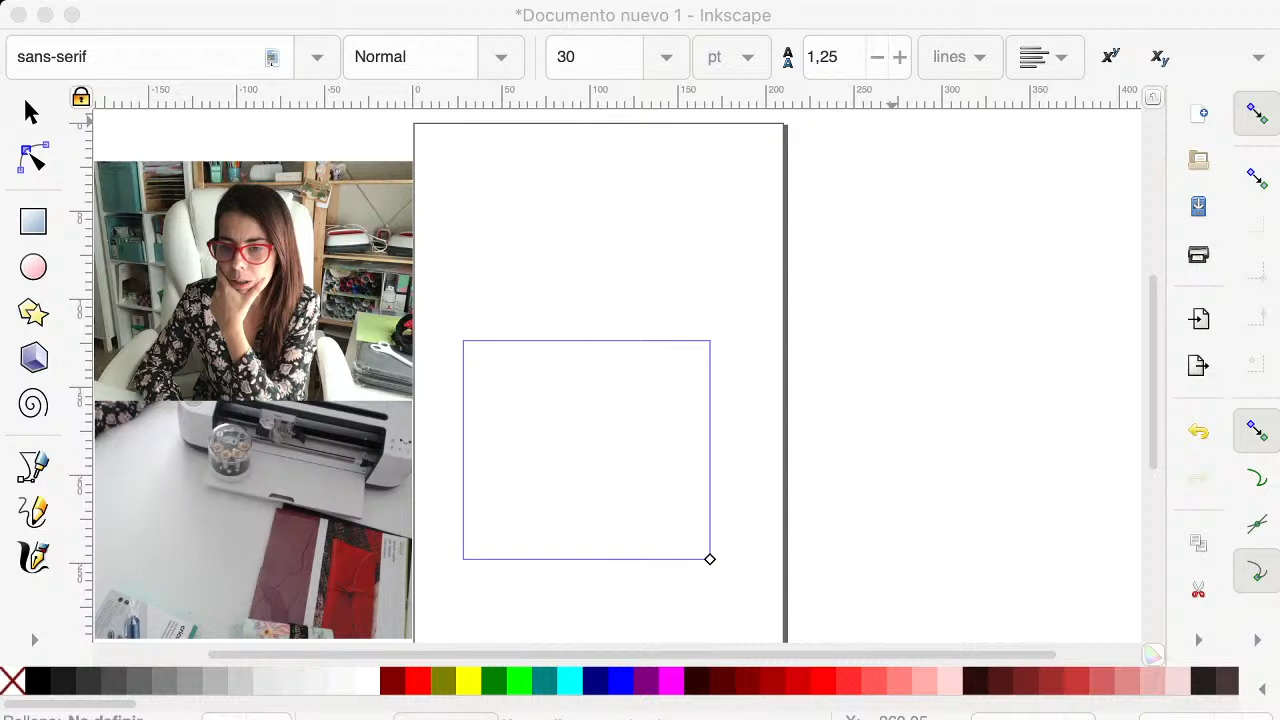 *Documento nuevo 1 - Inkscape
sans-serif
Normal
30
pt
1,25
lines
-150
-100
-50
0
50
100
150
200
250
300
350
400